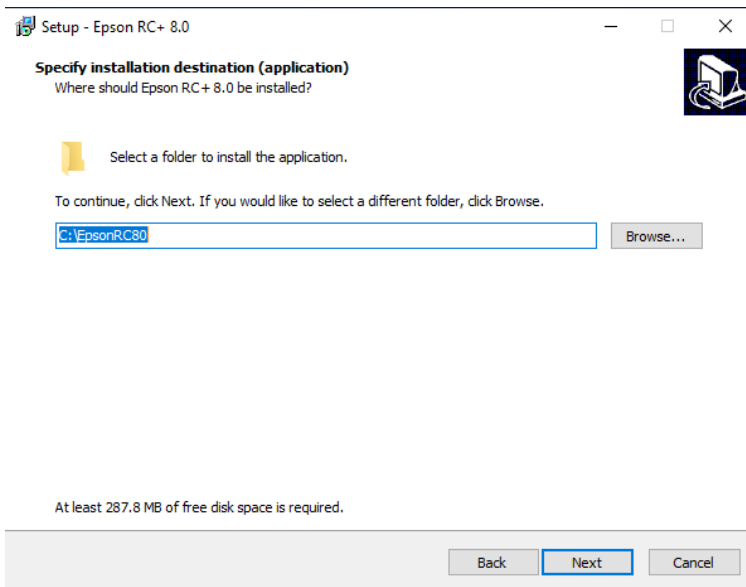 Setup - Epson RC+ 8.0
Specify installation destination (application)
Where should Epson RC+ 8.0 be installed?
Select a folder to install the application.
To continue, click Next. If you would like to select a different folder, click Browse.
C:\EpsonRC80
Browse...
At least 287.8 MB of free disk space is required.
Back
Next
Cancel